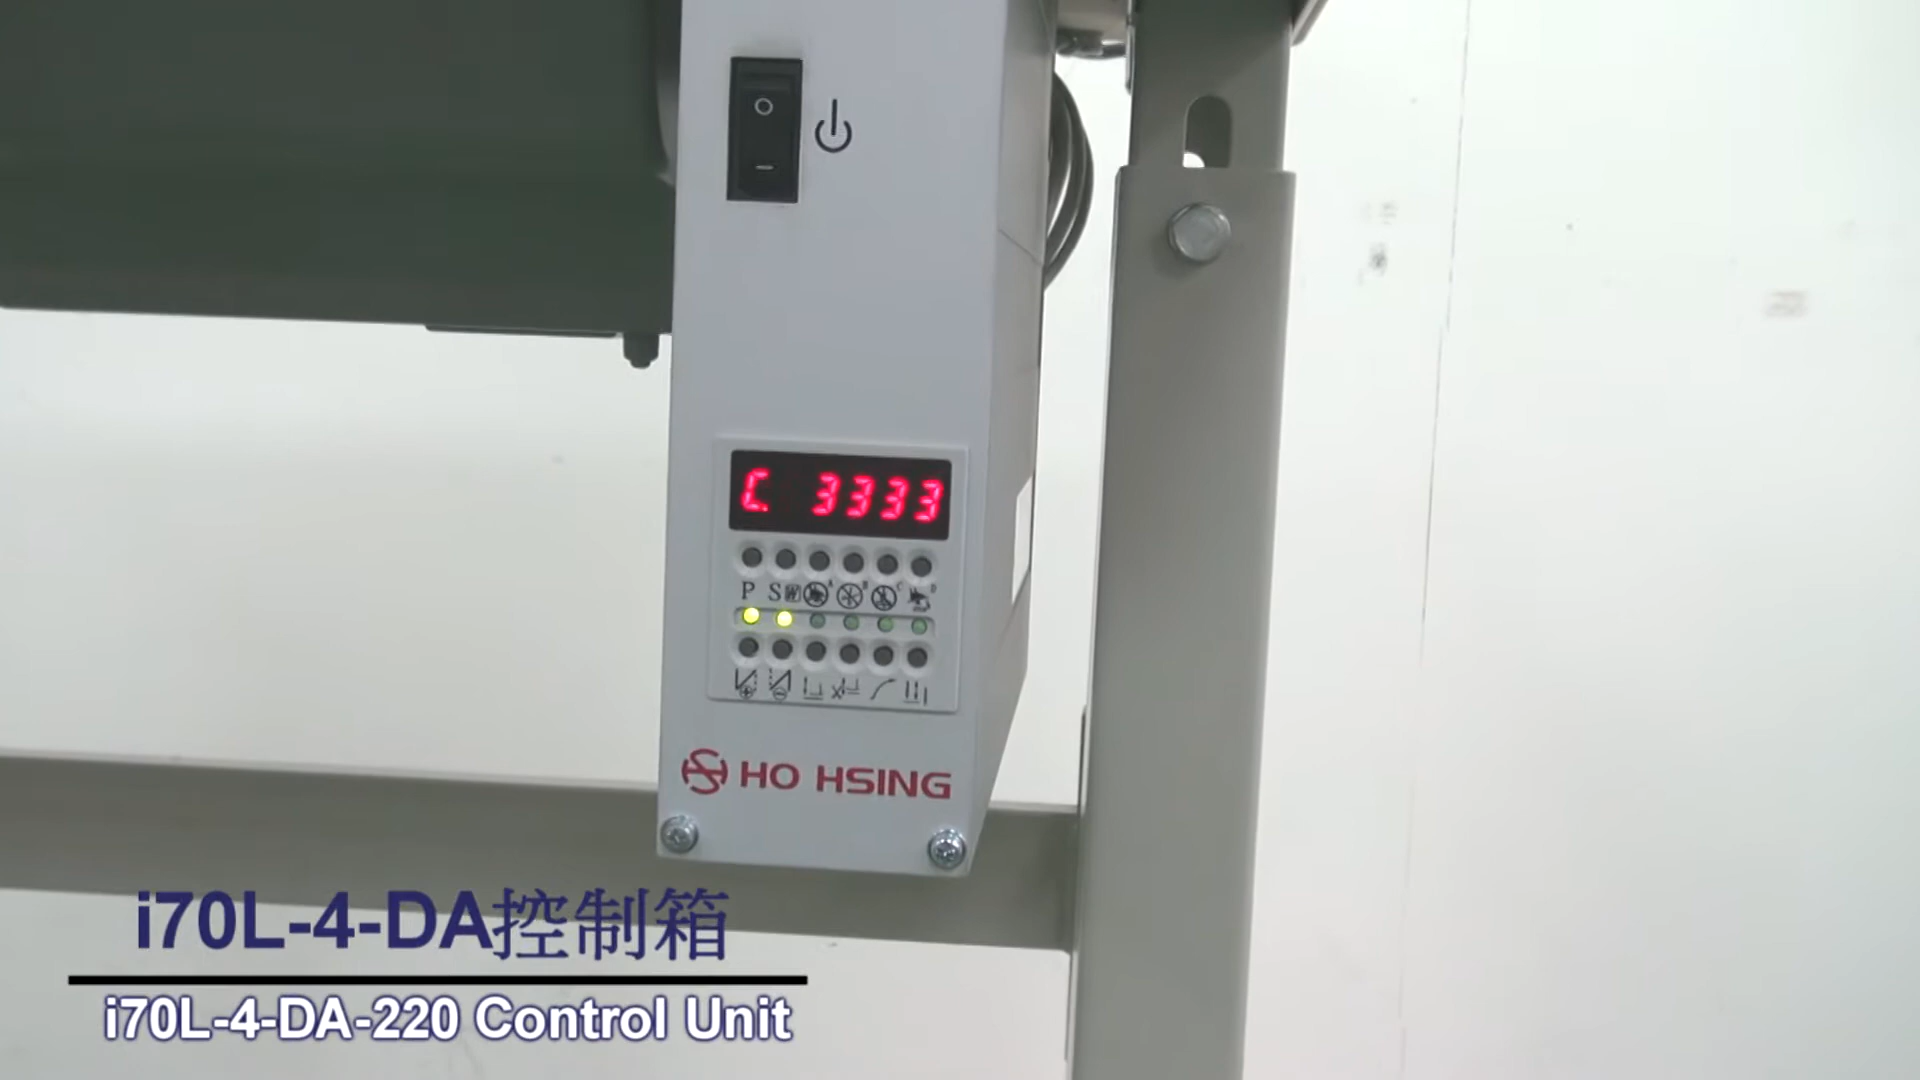 C. 3333
P S W A B C D
HO HSING
i70L-4-DA控制箱
i70L-4-DA-220 Control Unit